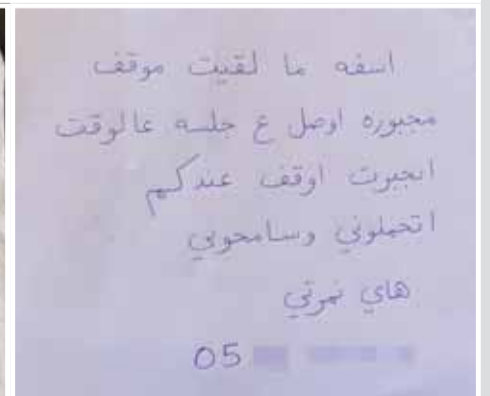 اسفه ما لقيت موقف
مجبوره اوصل ع جلسه عالوقت
انجبرت اوقف عندكم
اتحملوني وسامحوني
هاي نمرتي
05